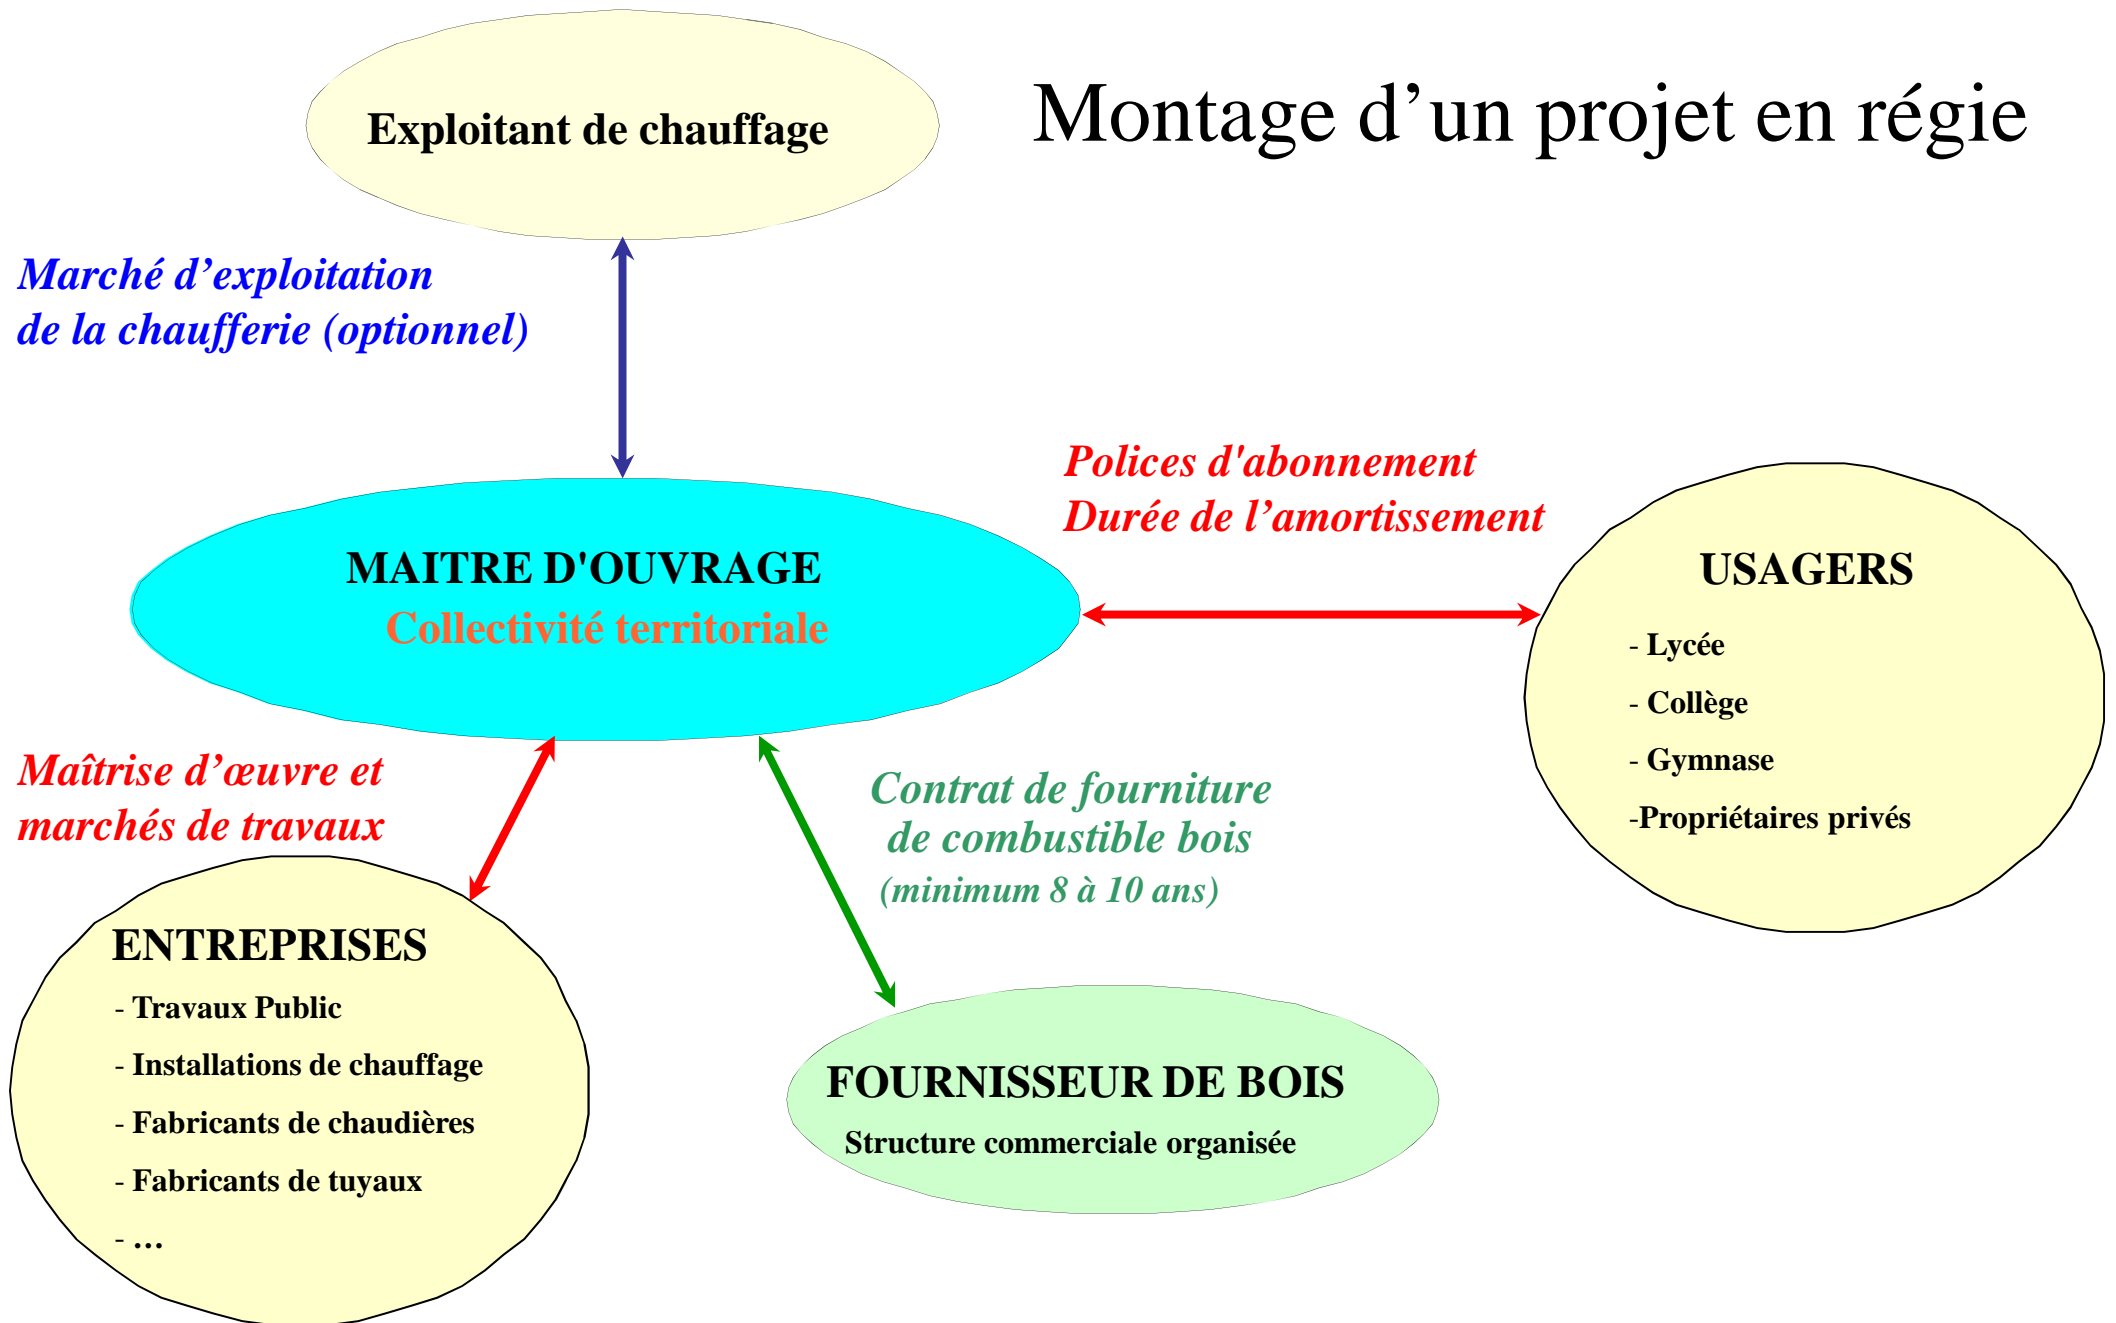 Montage d’un projet en régie
Exploitant de chauffage
Marché d’exploitation
de la chaufferie (optionnel)
Polices d'abonnement
Durée de l’amortissement
MAITRE D'OUVRAGE
Collectivité territoriale
USAGERS
- Lycée
- Collège
- Gymnase
-Propriétaires privés
Maîtrise d’œuvre et
marchés de travaux
Contrat de fourniture
de combustible bois
(minimum 8 à 10 ans)
ENTREPRISES
- Travaux Public
- Installations de chauffage
- Fabricants de chaudières
- Fabricants de tuyaux
- …
FOURNISSEUR DE BOIS
Structure commerciale organisée